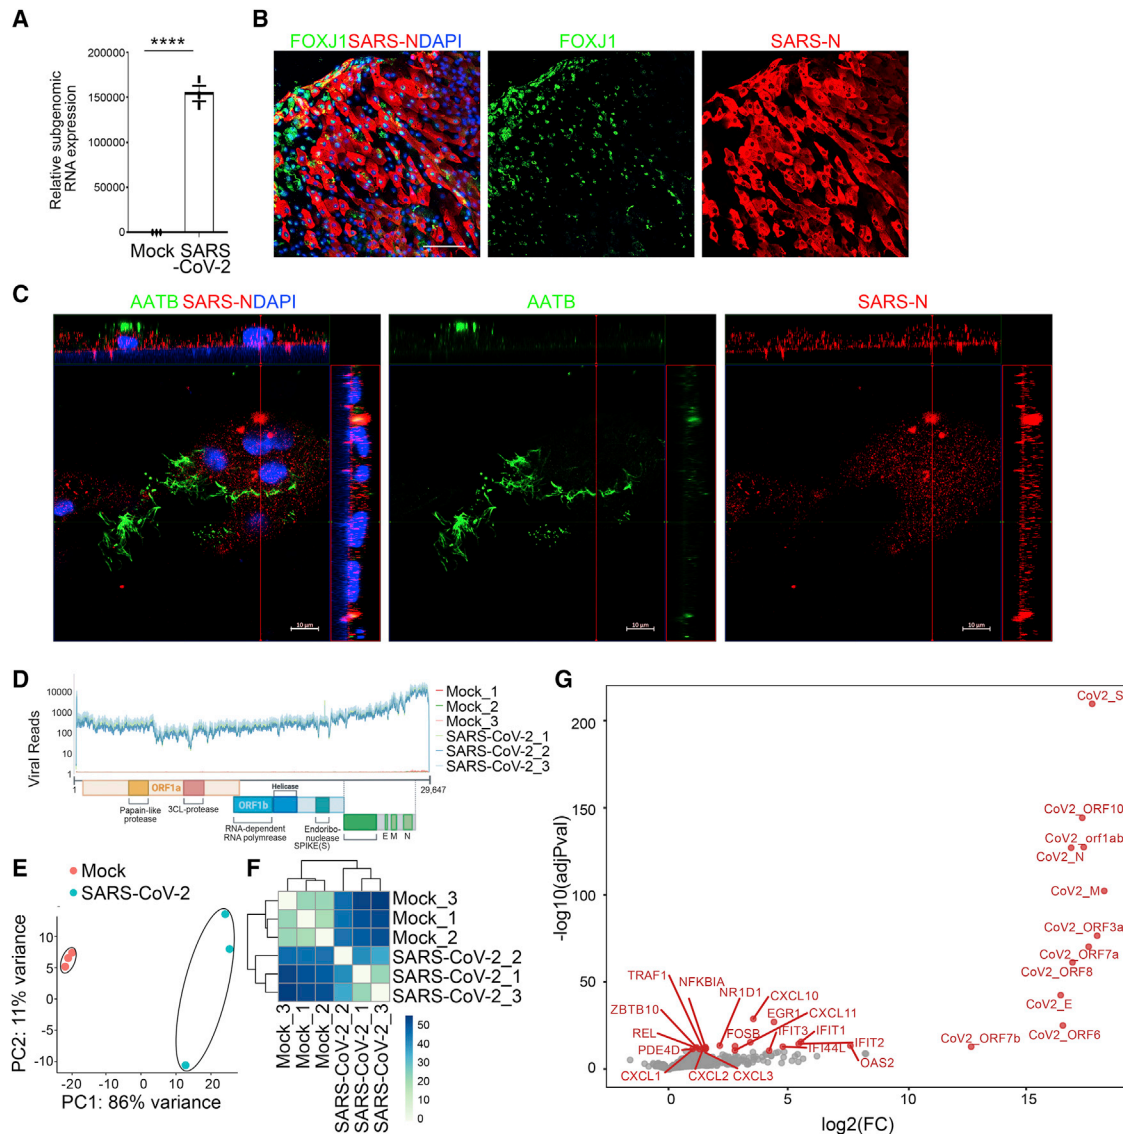 A
B
C
D
E
F
G
****
200000
150000
100000
50000
0
Relative subgenomic
RNA expression
Mock SARS
-CoV-2
FOXJ1SARS-NDAPI
FOXJ1
SARS-N
AATB SARS-NDAPI
AATB
SARS-N
10 µm
10 µm
10 µm
Viral Reads
10000
1000
100
10
1
Mock_1
Mock_2
Mock_3
SARS-CoV-2_1
SARS-CoV-2_2
SARS-CoV-2_3
1
29,647
ORF1a
Helicase
Papain-like
protease
3CL-protease
ORF1b
RNA-dependent
RNA polymrease
Endoribo-
nuclease
SPIKE(S)
E M N
Mock
SARS-CoV-2
PC2: 11% variance
10
5
0
-5
-10
-20 -10 0 10 20
PC1: 86% variance
Mock_3
Mock_1
Mock_2
SARS-CoV-2_2
SARS-CoV-2_1
SARS-CoV-2_3
Mock_3
Mock_1
Mock_2
SARS-CoV-2_2
SARS-CoV-2_1
SARS-CoV-2_3
50
40
30
20
10
0
-log10(adjPval)
200
150
100
50
0
0 5 10 15
log2(FC)
CoV2_S
CoV2_ORF10
CoV2_orf1ab
CoV2_N
CoV2_M
CoV2_ORF3a
CoV2_ORF7a
CoV2_ORF8
CoV2_E
CoV2_ORF6
CoV2_ORF7b
TRAF1
NFKBIA
NR1D1
CXCL10
ZBTB10
EGR1
CXCL11
REL
FOSB
IFIT3
IFIT1
PDE4D
IFI44L
IFIT2
OAS2
CXCL1
CXCL2
CXCL3